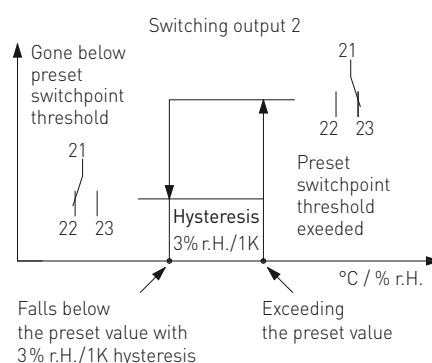 Switching output 2
Gone below
preset
switchpoint
threshold
21
22 23
21
22 23
Preset
switchpoint
threshold
exeeded
Hysteresis
3% r.H./1K
°C / % r.H.
Falls below
the preset value with
3% r.H./1K hysteresis
Exceeding
the preset value